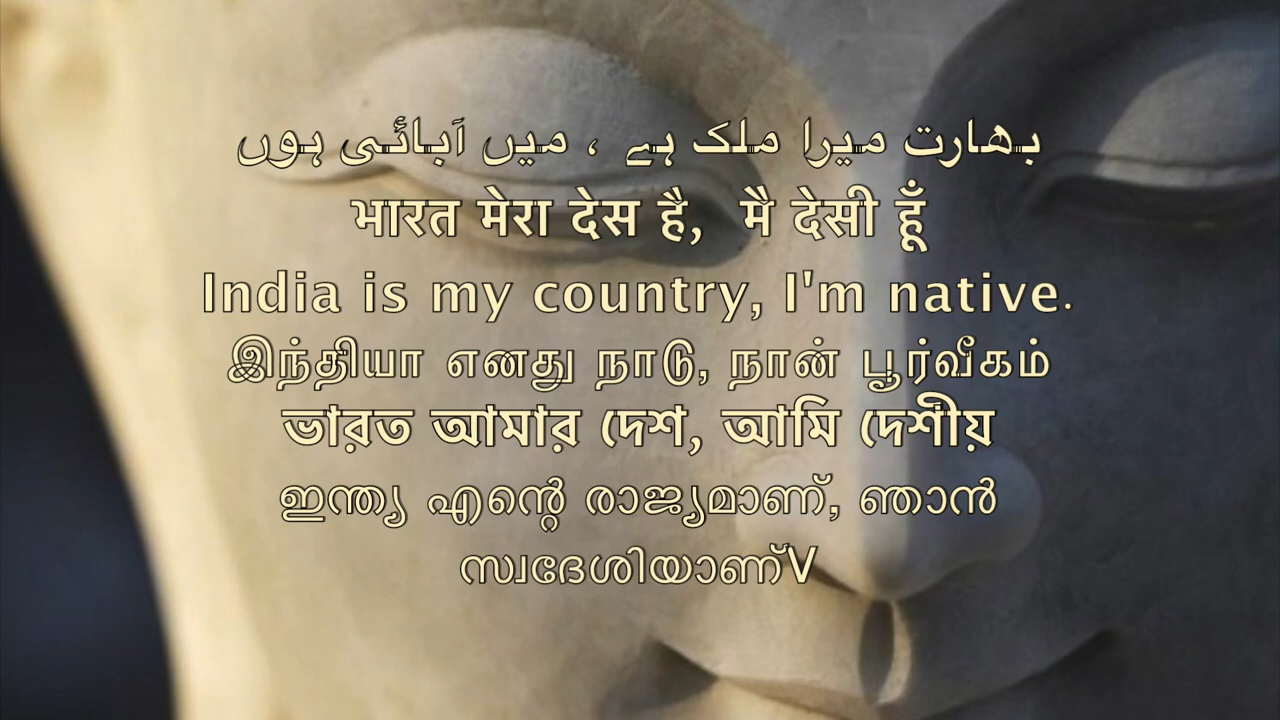 بھارت میرا ملک ہے ، میں آبائی ہوں
भारत मेरा देस है, मै देसी हूँ
India is my country, I'm native.
இந்தியா எனது நாடு, நான் பூர்வீகம்
ভারত আমার দেশ, আমি দেশীয়
ഇന്ത്യ എന്റെ രാജ്യമാണ്, ഞാൻ
സ്വദേശിയാണ്V